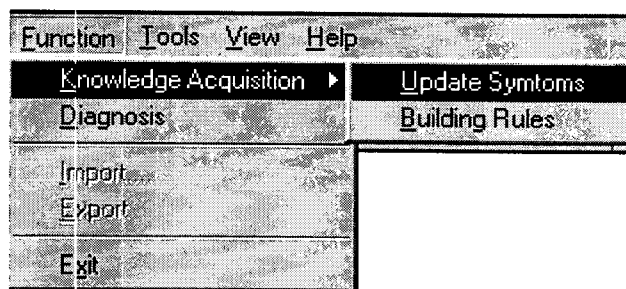 Function Tools View Help
Knowledge Acquisition Update Symtoms
Diagnosis Building Rules
Import...
Export
Exit